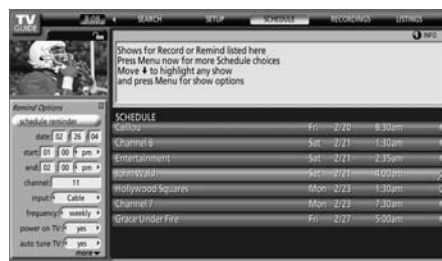 TV
GUIDE
SEARCH SETUP SCHEDULE RECORDINGS LISTINGS
INFO
Shows for Record or Remind listed here
Press Menu now for more Schedule choices
Move to highlight any show
and press Menu for show options
Remind Options
schedule reminder
date: 02 26 04
start: 01 00 pm
end: 02 00 pm
channel: 11
input: Cable
frequency: weekly
power on TV: yes
auto tune TV: yes
more
SCHEDULE
Caillou Fri 2/20 8:30am
Channel 6 Sat 2/21 1:30am
Entertainment Sat 2/21 2:35am
John Walsh Sat 2/21 4:00am
Hollywood Squares Mon 2/23 1:30am
Channel 7 Mon 2/23 7:30am
Grace Under Fire Fri 2/27 5:00am